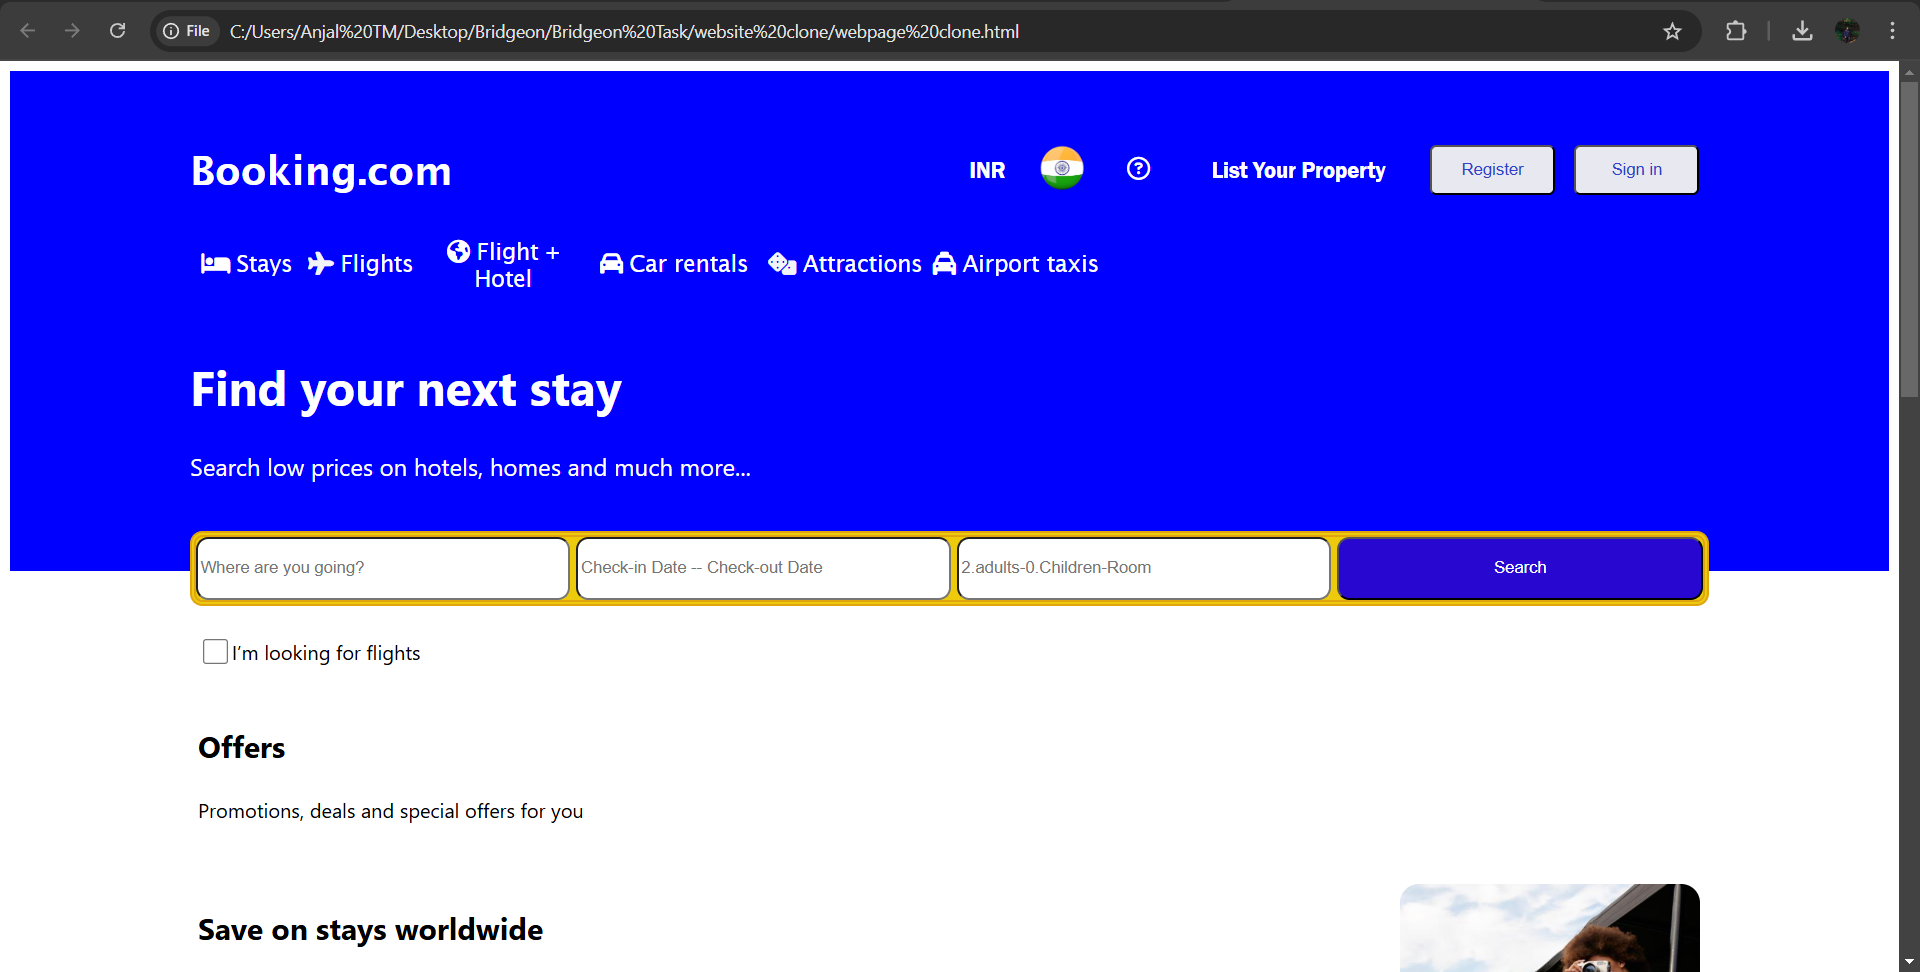 File C:/Users/Anjal%20TM/Desktop/Bridgeon/Bridgeon%20Task/website%20clone/webpage%20clone.html
Booking.com INR List Your Property Register Sign in
Stays Flights Flight + Hotel Car rentals Attractions Airport taxis
Find your next stay
Search low prices on hotels, homes and much more...
Where are you going? Check-in Date -- Check-out Date 2.adults-0.Children-Room Search
I’m looking for flights
Offers
Promotions, deals and special offers for you
Save on stays worldwide